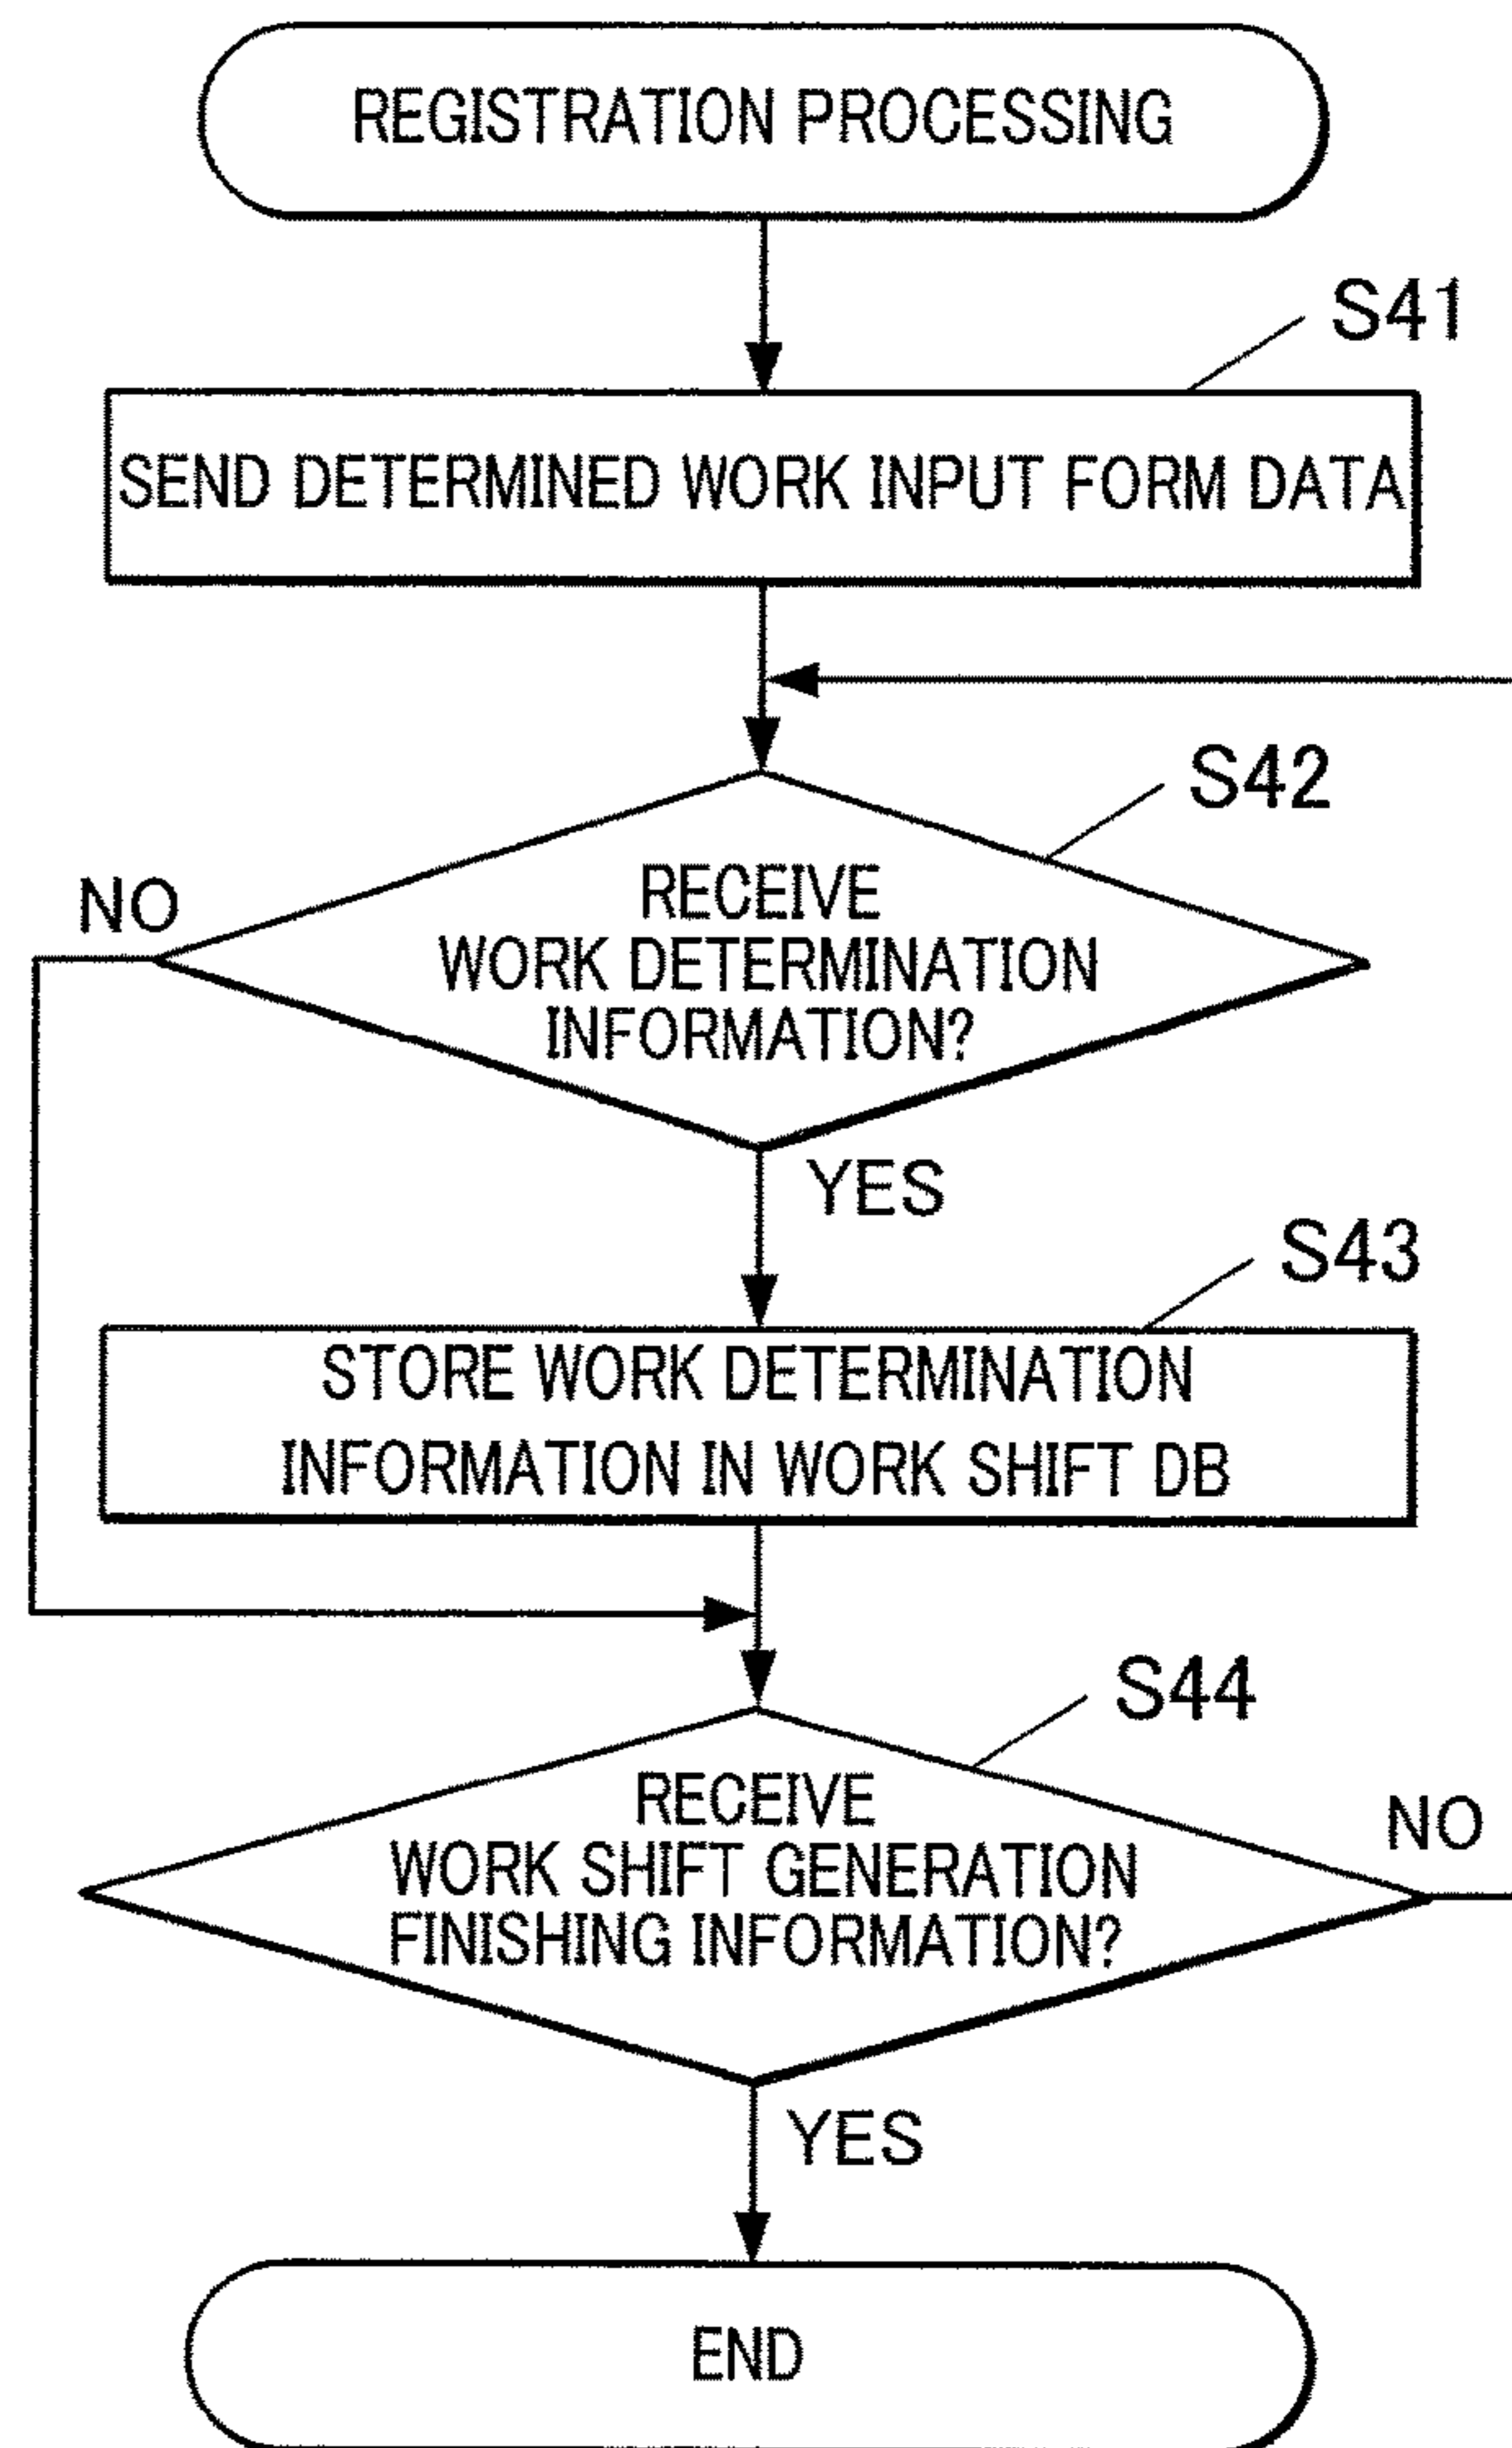 REGISTRATION PROCESSING
S41
SEND DETERMINED WORK INPUT FORM DATA
S42
NO
RECEIVE
WORK DETERMINATION
INFORMATION?
YES
S43
STORE WORK DETERMINATION
INFORMATION IN WORK SHIFT DB
S44
RECEIVE
NO
WORK SHIFT GENERATION
FINISHING INFORMATION?
YES
END